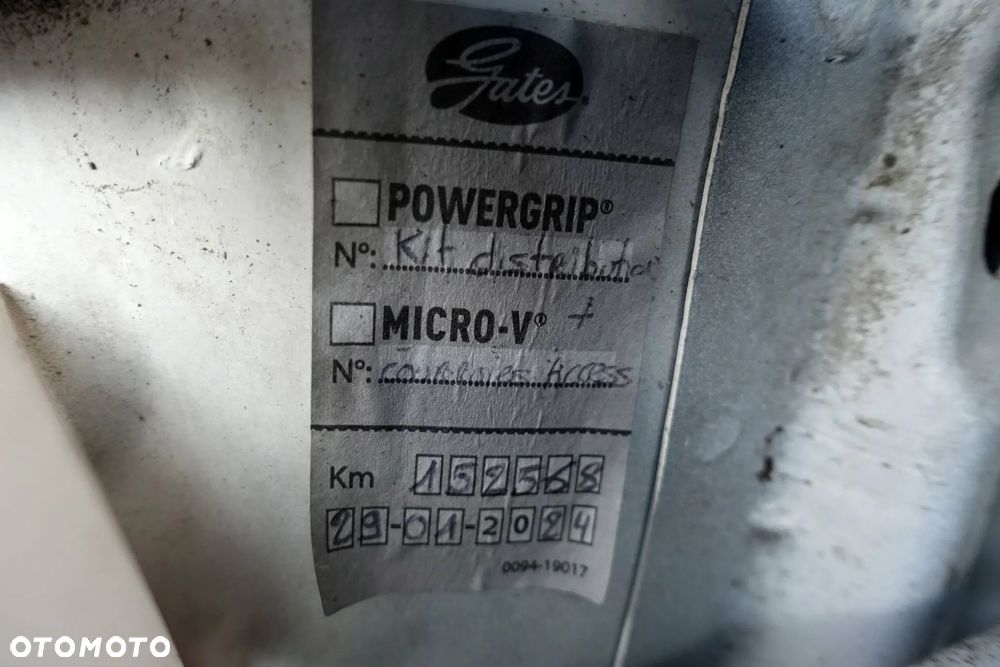 Gates
POWERGRIP®
N°: Kit distribution
MICRO-V® +
N°: courroies Access
Km 152568
29-01-2024
0094-19017
OTOMOTO